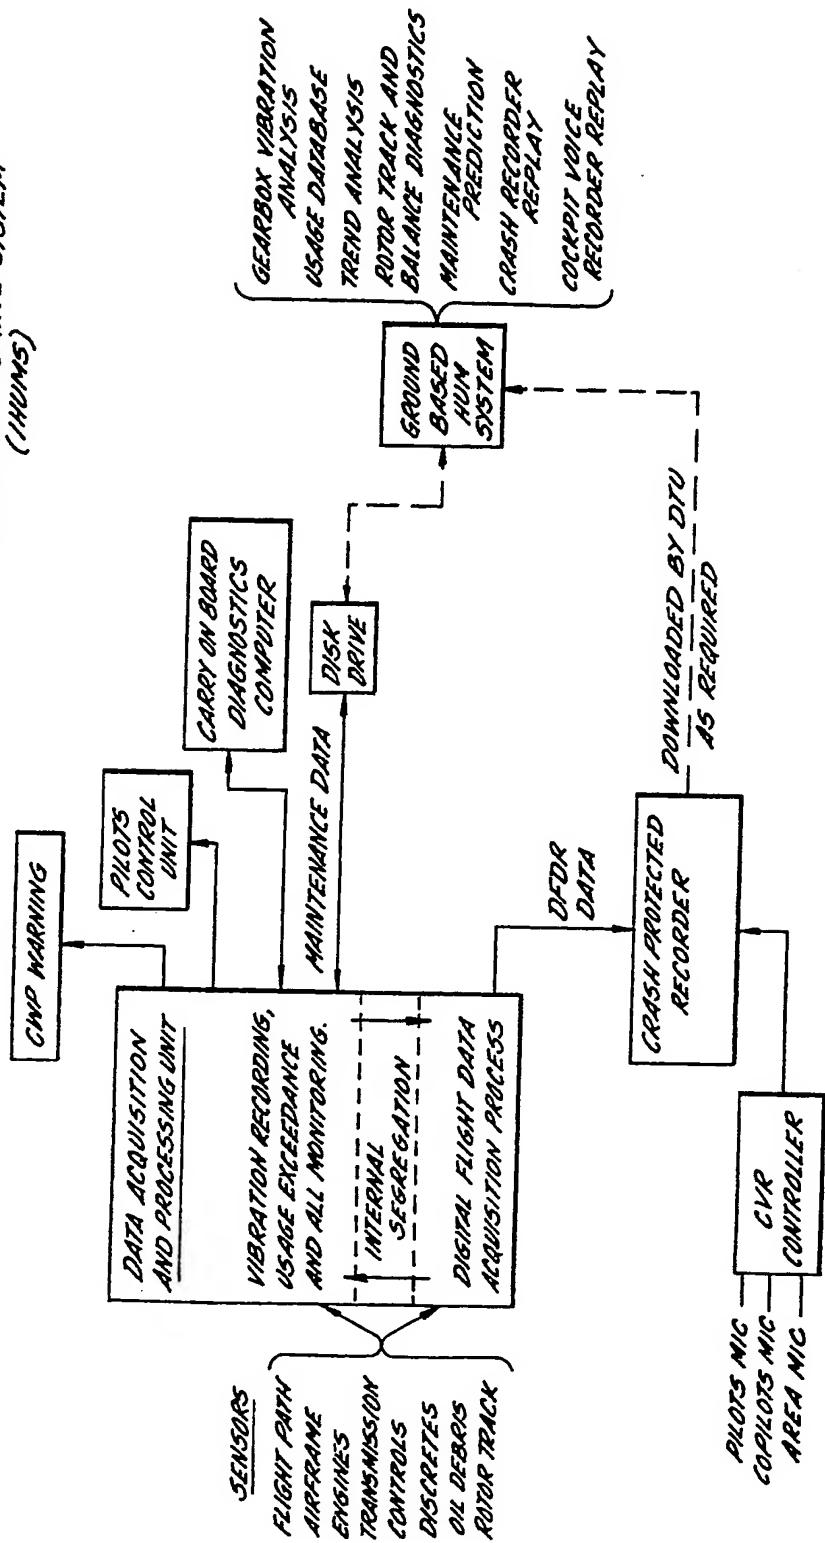 (IHUMS)
CWP WARNING
PILOTS
CONTROL
UNIT
CARRY ON BOARD
DIAGNOSTICS
COMPUTER
DATA ACQUISITION
AND PROCESSING UNIT
VIBRATION RECORDING,
USAGE EXCEEDANCE
AND ALL MONITORING.
INTERNAL
SEGREGATION
DIGITAL FLIGHT DATA
ACQUISITION PROCESS
SENSORS
FLIGHT PATH
AIRFRAME
ENGINES
TRANSMISSION
CONTROLS
DISCRETES
OIL DEBRIS
ROTOR TRACK
MAINTENANCE DATA
DISK
DRIVE
GROUND
BASED
HUM
SYSTEM
GEARBOX VIBRATION
ANALYSIS
USAGE DATABASE
TREND ANALYSIS
ROTOR TRACK AND
BALANCE DIAGNOSTICS
MAINTENANCE
PREDICTION
CRASH RECORDER
REPLAY
COCKPIT VOICE
RECORDER REPLAY
DFDR
DATA
CRASH PROTECTED
RECORDER
DOWNLOADED BY DTU
AS REQUIRED
PILOTS MIC
COPILOTS MIC
AREA MIC
CVR
CONTROLLER